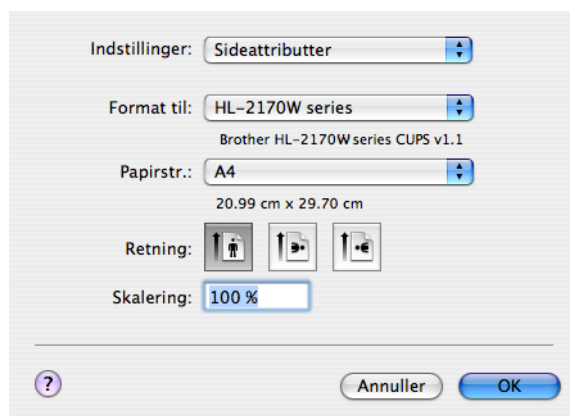 Indstillinger: Sideattributter
Format til: HL-2170W series
Brother HL-2170W series CUPS v1.1
Papirstr.: A4
20.99 cm x 29.70 cm
Retning:
Skalering: 100 %
? Annuller OK